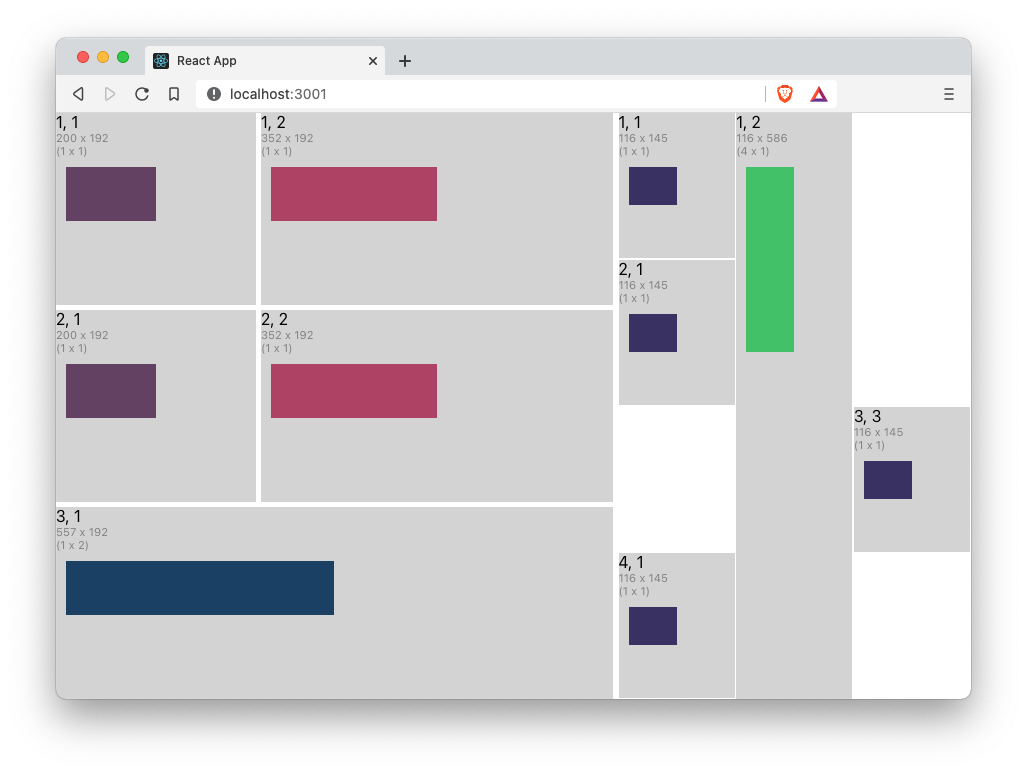 React App
localhost:3001
1, 1
200 x 192
(1 x 1)
1, 2
352 x 192
(1 x 1)
1, 1
116 x 145
(1 x 1)
1, 2
116 x 586
(4 x 1)
2, 1
116 x 145
(1 x 1)
2, 1
200 x 192
(1 x 1)
2, 2
352 x 192
(1 x 1)
3, 3
116 x 145
(1 x 1)
3, 1
557 x 192
(1 x 2)
4, 1
116 x 145
(1 x 1)